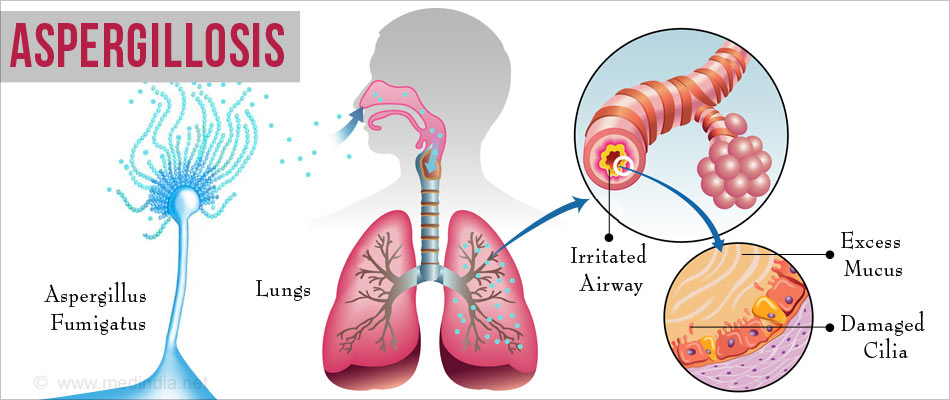 ASPERGILLOSIS
Aspergillus
Fumigatus
Lungs
Irritated
Airway
Excess
Mucus
Damaged
Cilia
© www.medindia.net